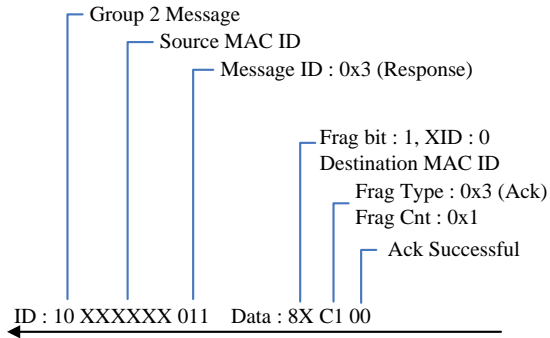 Group 2 Message
Source MAC ID
Message ID : 0x3 (Response)
Frag bit : 1, XID : 0
Destination MAC ID
Frag Type : 0x3 (Ack)
Frag Cnt : 0x1
Ack Successful
ID : 10 XXXXXX 011 Data : 8X C1 00